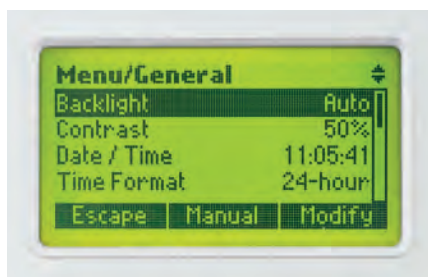 Menu/General
Backlight Auto
Contrast 50%
Date / Time 11:05:41
Time Format 24-hour
Escape Manual Modify